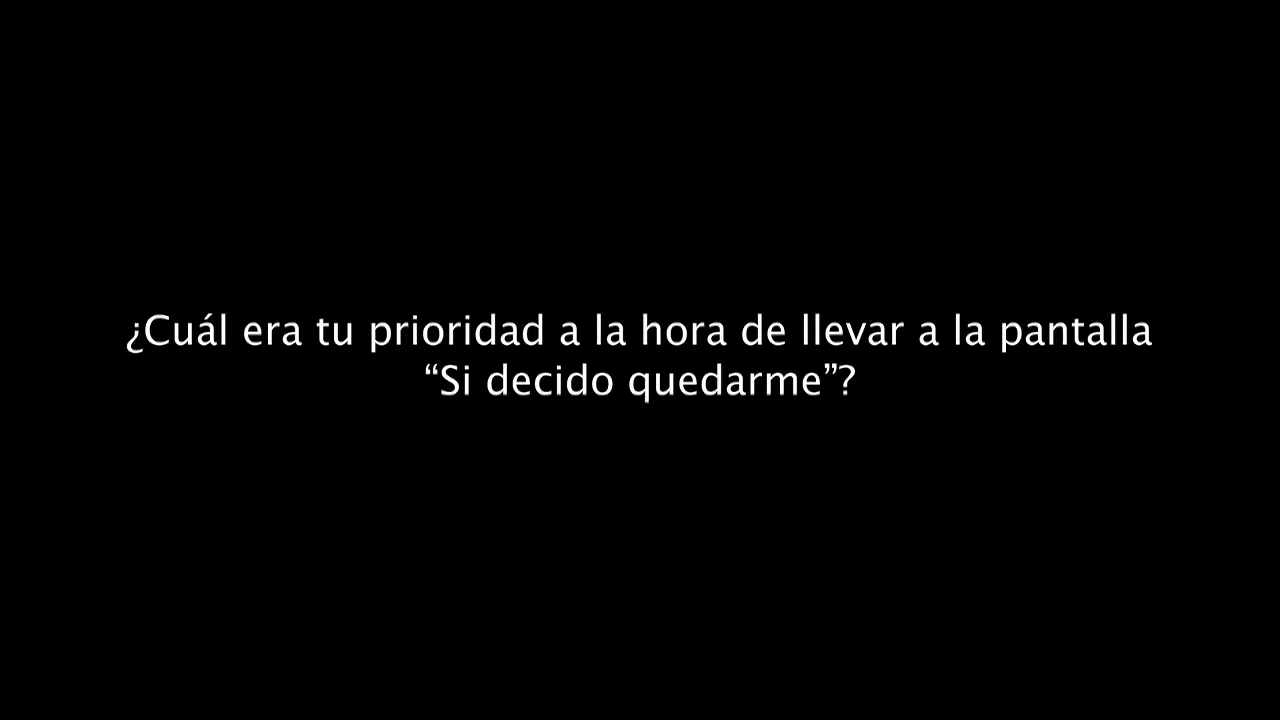 ¿Cuál era tu prioridad a la hora de llevar a la pantalla
“Si decido quedarme”?